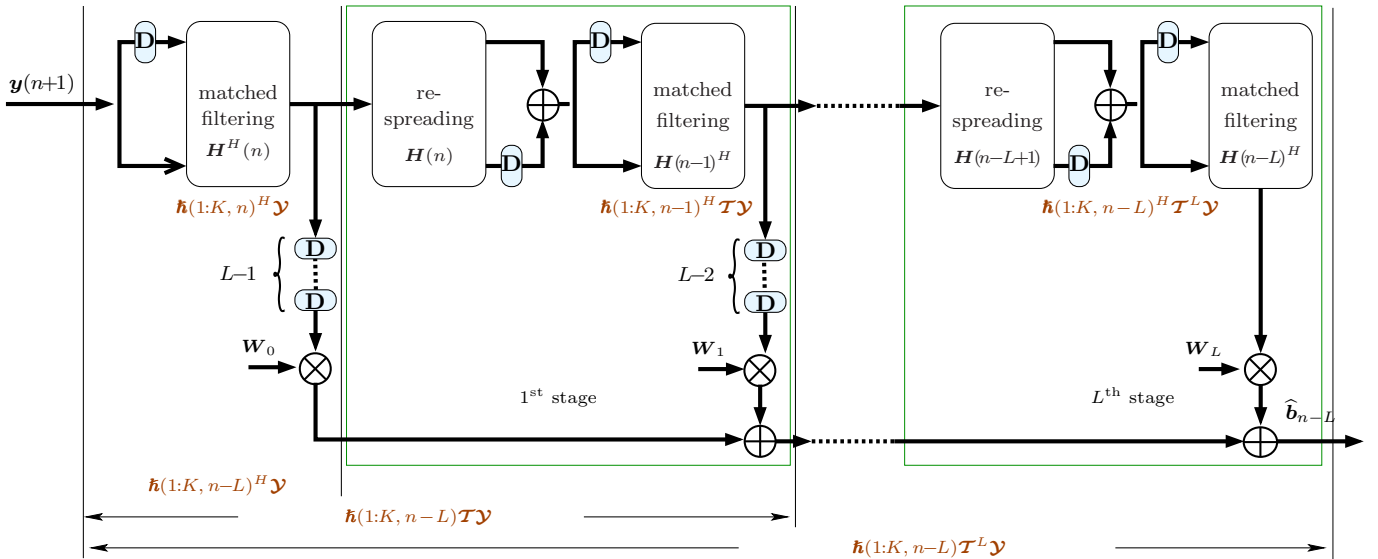 𝒚(n+1)
D
matched
filtering
𝑯^H(n)
ℏ(1:K, n)^H 𝓨
re-
spreading
𝑯(n)
D
D
matched
filtering
𝑯(n−1)^H
ℏ(1:K, n−1)^H 𝓣𝓨
re-
spreading
𝑯(n−L+1)
D
D
matched
filtering
𝑯(n−L)^H
ℏ(1:K, n−L)^H 𝓣^L 𝓨
L−1
D
D
L−2
D
D
𝑾_0
𝑾_1
𝑾_L
1^st stage
L^th stage
𝒃̂_{n−L}
ℏ(1:K, n−L)^H 𝓨
ℏ(1:K, n−L)𝓣𝓨
ℏ(1:K, n−L)𝓣^L 𝓨